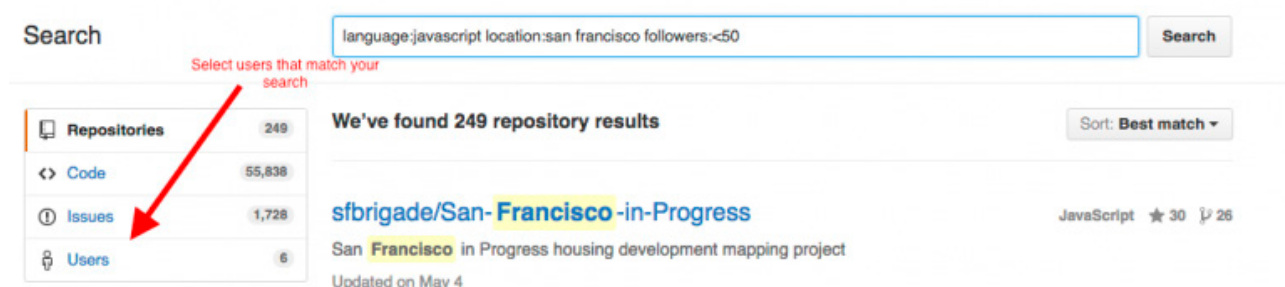 Search
language:javascript location:san francisco followers:<50
Search
Select users that match your
search
Repositories 249
Code 55,838
Issues 1,728
Users 6
We've found 249 repository results
Sort: Best match
sfbrigade/San-Francisco-in-Progress
JavaScript 30 26
San Francisco in Progress housing development mapping project
Updated on May 4